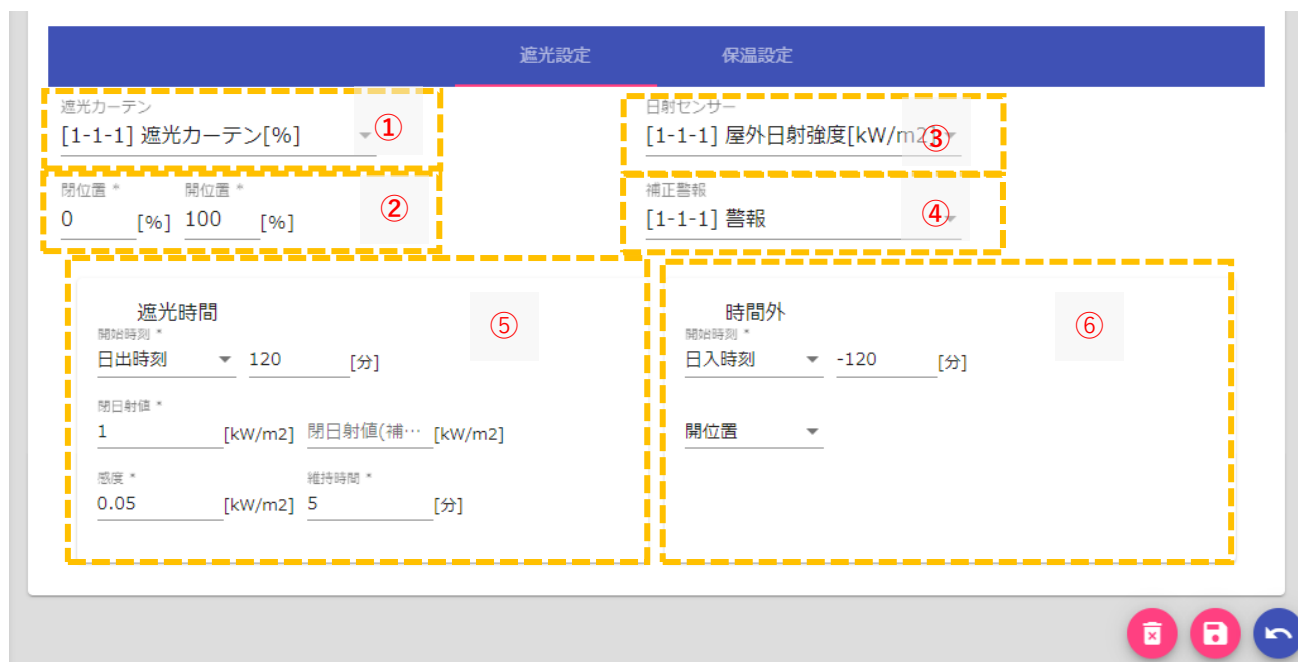 遮光設定 保温設定
遮光カーテン
[1-1-1] 遮光カーテン[%] ①
日射センサー
[1-1-1] 屋外日射強度[kW/m2] ③
閉位置 * 開位置 *
0 [%] 100 [%] ②
補正警報
[1-1-1] 警報 ④
遮光時間 ⑤
開始時刻 *
日出時刻 120 [分]
閉日射値 *
1 [kW/m2] 閉日射値(補… [kW/m2]
感度 * 維持時間 *
0.05 [kW/m2] 5 [分]
時間外 ⑥
開始時刻 *
日入時刻 -120 [分]
開位置